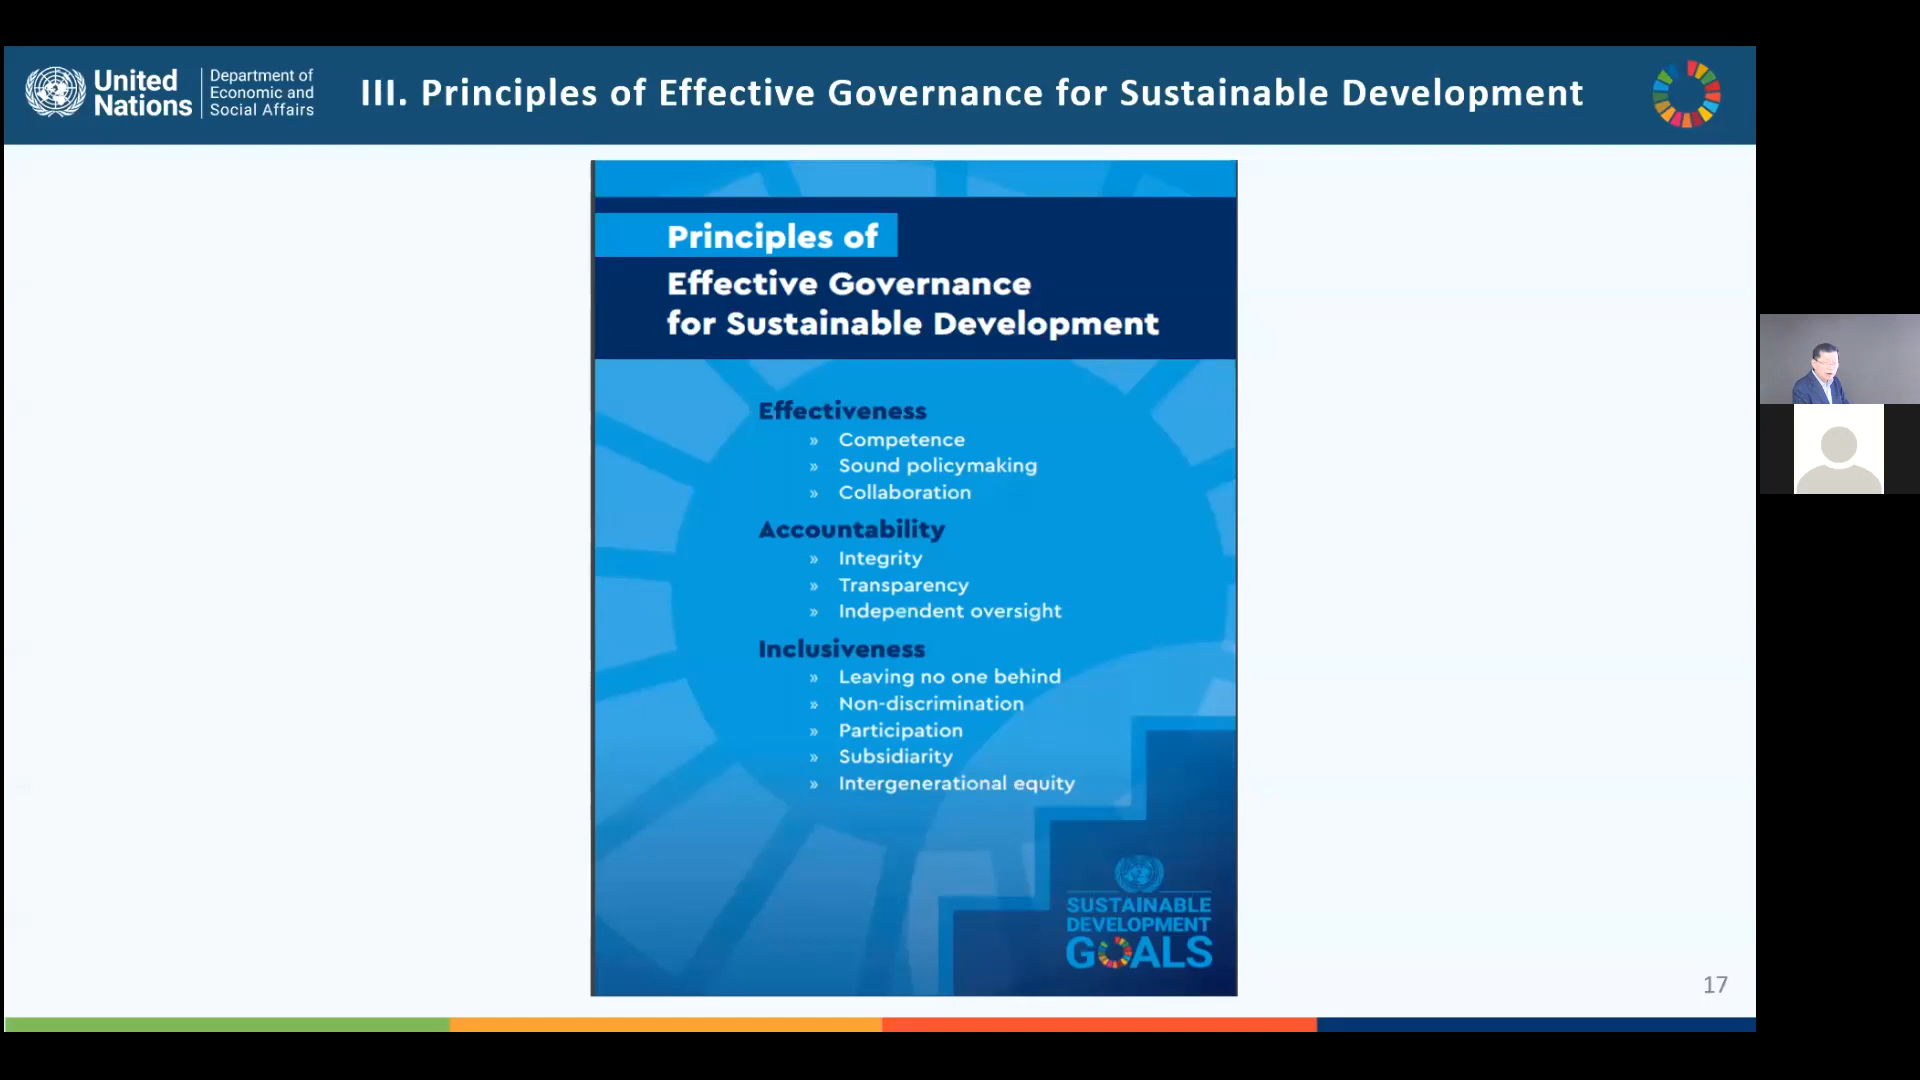 United
Nations
Department of
Economic and
Social Affairs
III. Principles of Effective Governance for Sustainable Development
Principles of
Effective Governance
for Sustainable Development
Effectiveness
» Competence
» Sound policymaking
» Collaboration
Accountability
» Integrity
» Transparency
» Independent oversight
Inclusiveness
» Leaving no one behind
» Non-discrimination
» Participation
» Subsidiarity
» Intergenerational equity
SUSTAINABLE
DEVELOPMENT
GOALS
17